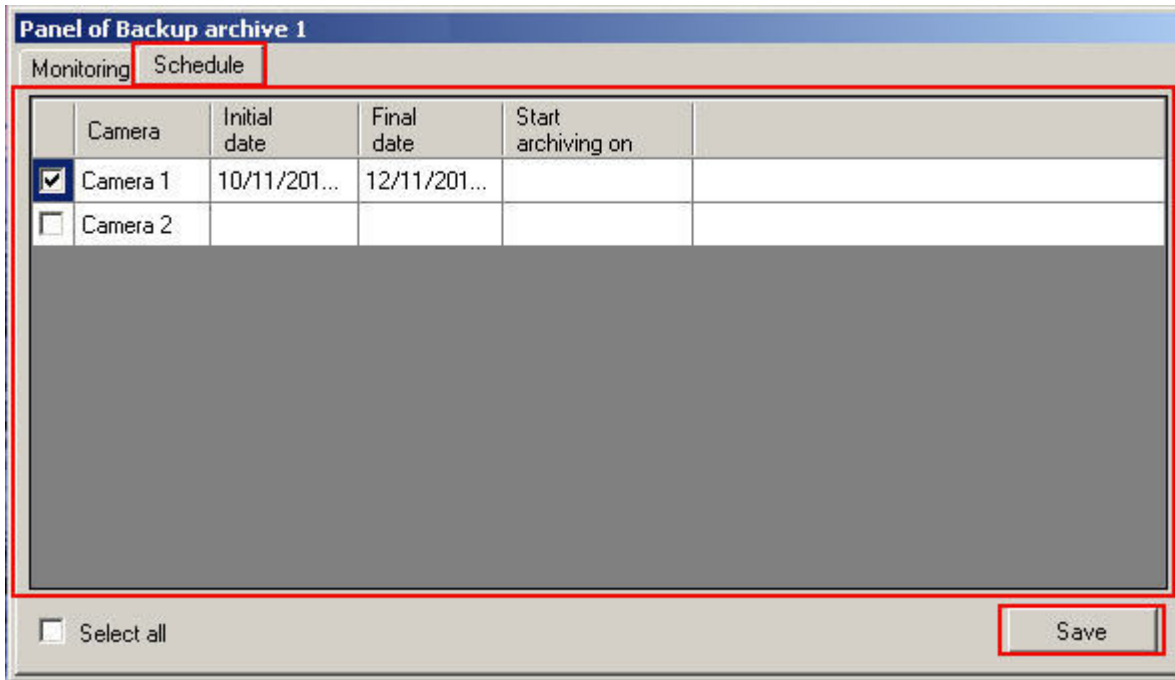 Panel of Backup archive 1
Monitoring Schedule
Camera Initial date Final date Start archiving on
Camera 1 10/11/201... 12/11/201...
Camera 2
Select all Save